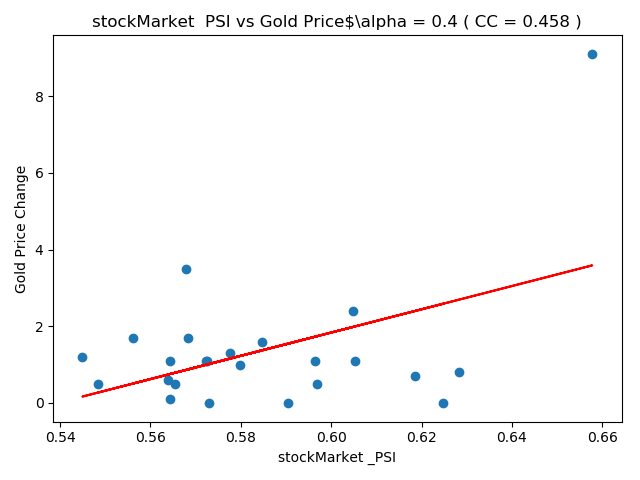 stockMarket  PSI vs Gold Price$\alpha = 0.4 ( CC = 0.458 )
Gold Price Change
8
6
4
2
0
0.54 0.56 0.58 0.60 0.62 0.64 0.66
stockMarket _PSI